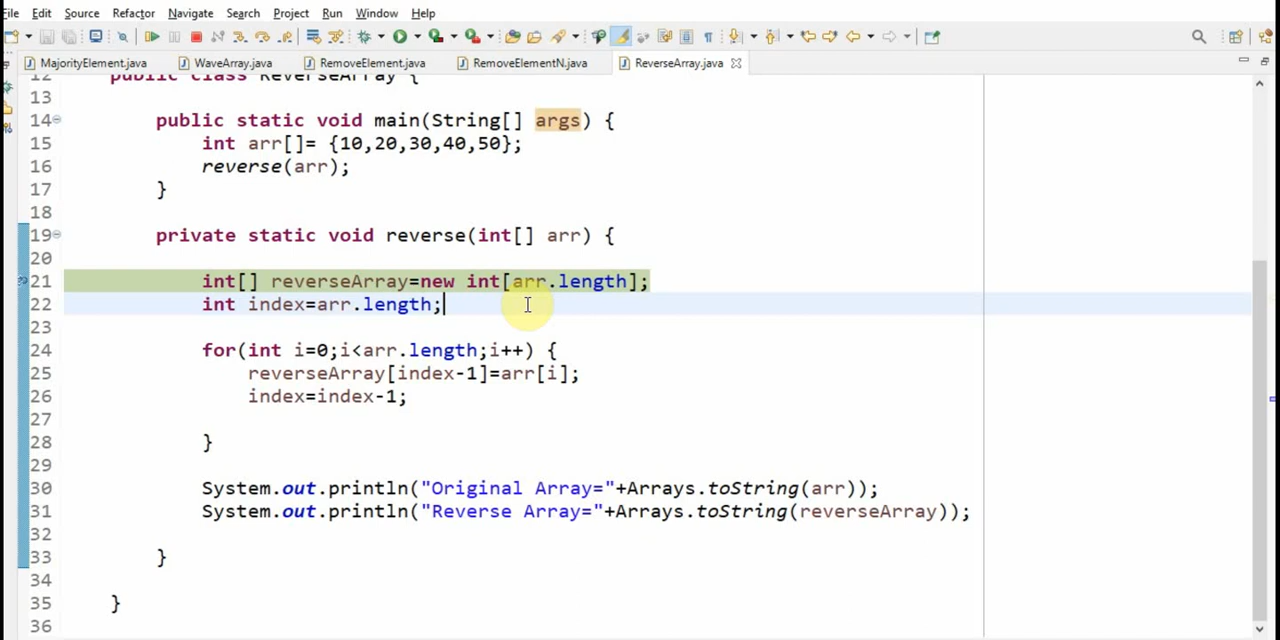 File Edit Source Refactor Navigate Search Project Run Window Help
MajorityElement.java WaveArray.java RemoveElement.java RemoveElementN.java ReverseArray.java
12 public class ReverseArray {
13
14 public static void main(String[] args) {
15 int arr[]= {10,20,30,40,50};
16 reverse(arr);
17 }
18
19 private static void reverse(int[] arr) {
20
21 int[] reverseArray=new int[arr.length];
22 int index=arr.length;
23
24 for(int i=0;i<arr.length;i++) {
25 reverseArray[index-1]=arr[i];
26 index=index-1;
27
28 }
29
30 System.out.println("Original Array="+Arrays.toString(arr));
31 System.out.println("Reverse Array="+Arrays.toString(reverseArray));
32
33 }
34
35 }
36